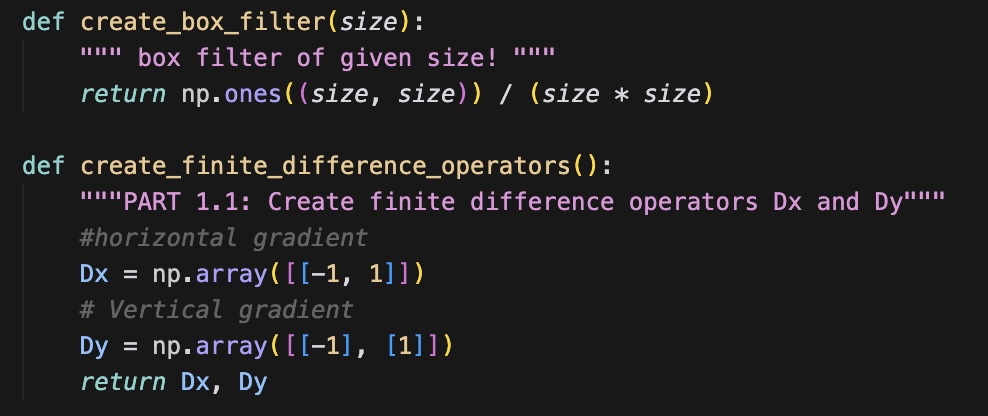 def create_box_filter(size):
    """ box filter of given size! """
    return np.ones((size, size)) / (size * size)

def create_finite_difference_operators():
    """PART 1.1: Create finite difference operators Dx and Dy"""
    #horizontal gradient
    Dx = np.array([[-1, 1]])
    # Vertical gradient
    Dy = np.array([[-1], [1]])
    return Dx, Dy